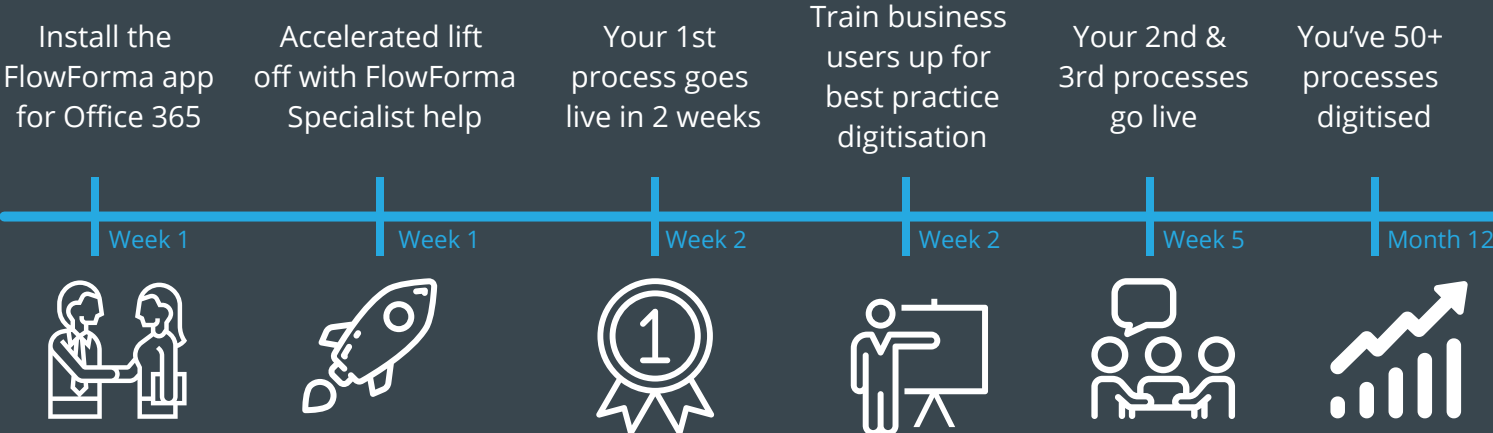 Install the
FlowForma app
for Office 365
Week 1
Accelerated lift
off with FlowForma
Specialist help
Week 1
Your 1st
process goes
live in 2 weeks
Week 2
1
Train business
users up for
best practice
digitisation
Week 2
Your 2nd &
3rd processes
go live
Week 5
You’ve 50+
processes
digitised
Month 12